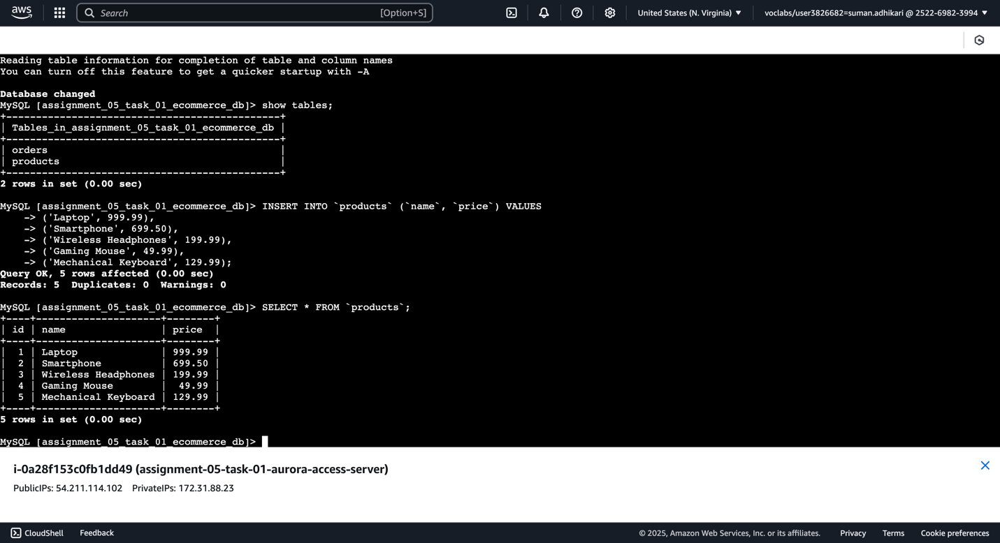 aws
Search [Option+S] United States (N. Virginia) ▼ voclabs/user3826682=suman.adhikari @ 2522-6982-3994 ▼
Reading table information for completion of table and column names
You can turn off this feature to get a quicker startup with -A
Database changed
MySQL [assignment_05_task_01_ecommerce_db]> show tables;
+----------------------------------------------+
| Tables_in_assignment_05_task_01_ecommerce_db |
+----------------------------------------------+
| orders                                       |
| products                                     |
+----------------------------------------------+
2 rows in set (0.00 sec)
MySQL [assignment_05_task_01_ecommerce_db]> INSERT INTO `products` (`name`, `price`) VALUES
    -> ('Laptop', 999.99),
    -> ('Smartphone', 699.50),
    -> ('Wireless Headphones', 199.99),
    -> ('Gaming Mouse', 49.99),
    -> ('Mechanical Keyboard', 129.99);
Query OK, 5 rows affected (0.00 sec)
Records: 5  Duplicates: 0  Warnings: 0
MySQL [assignment_05_task_01_ecommerce_db]> SELECT * FROM `products`;
+----+---------------------+--------+
| id | name                | price  |
+----+---------------------+--------+
|  1 | Laptop              | 999.99 |
|  2 | Smartphone          | 699.50 |
|  3 | Wireless Headphones | 199.99 |
|  4 | Gaming Mouse        |  49.99 |
|  5 | Mechanical Keyboard | 129.99 |
+----+---------------------+--------+
5 rows in set (0.00 sec)
MySQL [assignment_05_task_01_ecommerce_db]>
i-0a28f153c0fb1dd49 (assignment-05-task-01-aurora-access-server)
PublicIPs: 54.211.114.102 PrivateIPs: 172.31.88.23
CloudShell Feedback © 2025, Amazon Web Services, Inc. or its affiliates. Privacy Terms Cookie preferences